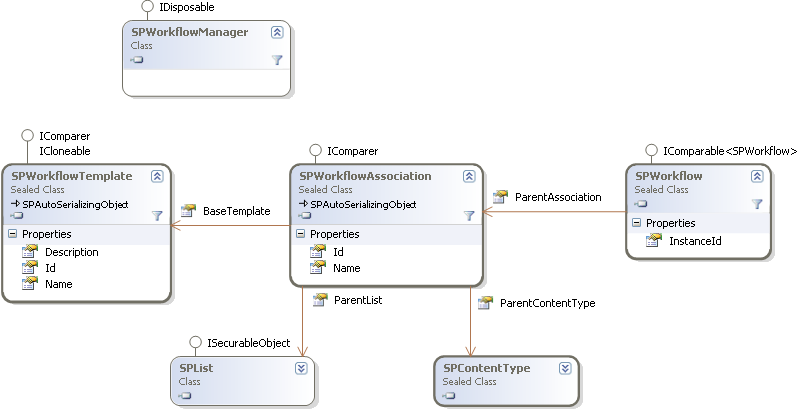 IDisposable
SPWorkflowManager
Class
IComparer
ICloneable
SPWorkflowTemplate
Sealed Class
SPAutoSerializingObject
Properties
Description
Id
Name
BaseTemplate
IComparer
SPWorkflowAssociation
Sealed Class
SPAutoSerializingObject
Properties
Id
Name
ParentAssociation
IComparable<SPWorkflow>
SPWorkflow
Sealed Class
Properties
InstanceId
ParentList
ParentContentType
ISecurableObject
SPList
Class
SPContentType
Sealed Class